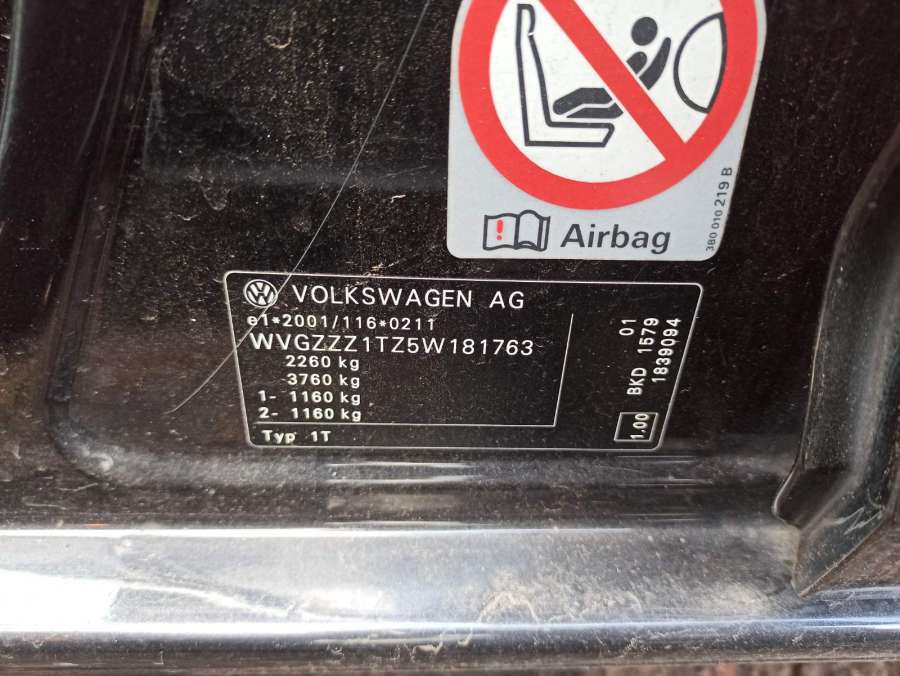 Airbag
3B0 010 219 B
VOLKSWAGEN AG
e1*2001/116*0211
WVGZZZ1TZ5W181763
2260 kg
3760 kg
1- 1160 kg
2- 1160 kg
Typ 1T
01
BKD 1579
1839094
1.00